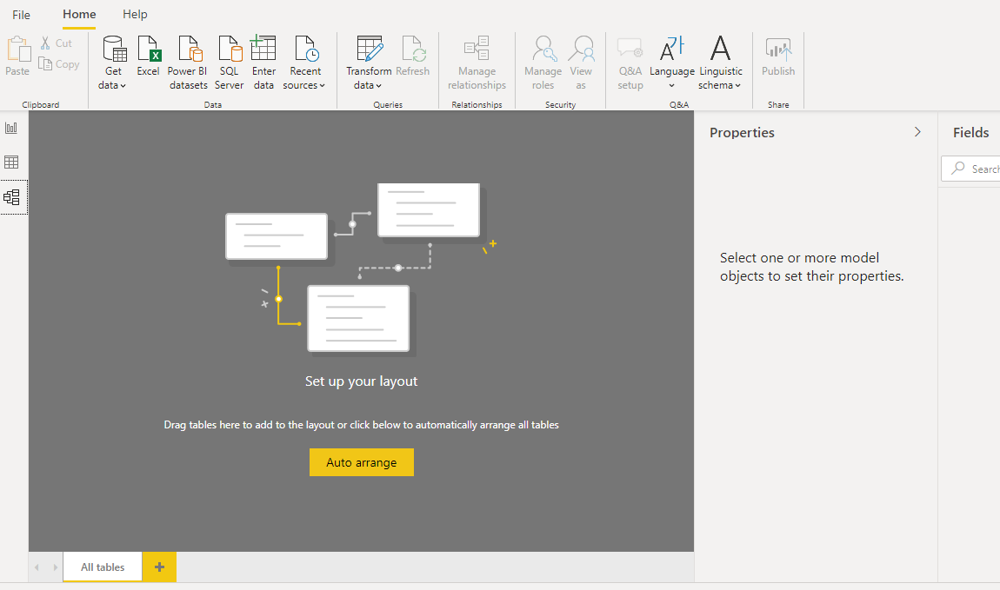 File Home Help
Paste
Cut
Copy
Clipboard
Get data
Excel
Power BI datasets
SQL Server
Enter data
Recent sources
Data
Transform data
Refresh
Queries
Manage relationships
Relationships
Manage roles
View as
Security
Q&A setup
Language
Linguistic schema
Q&A
Publish
Share
Set up your layout
Drag tables here to add to the layout or click below to automatically arrange all tables
Auto arrange
All tables
Properties
Select one or more model
objects to set their properties.
Fields
Search